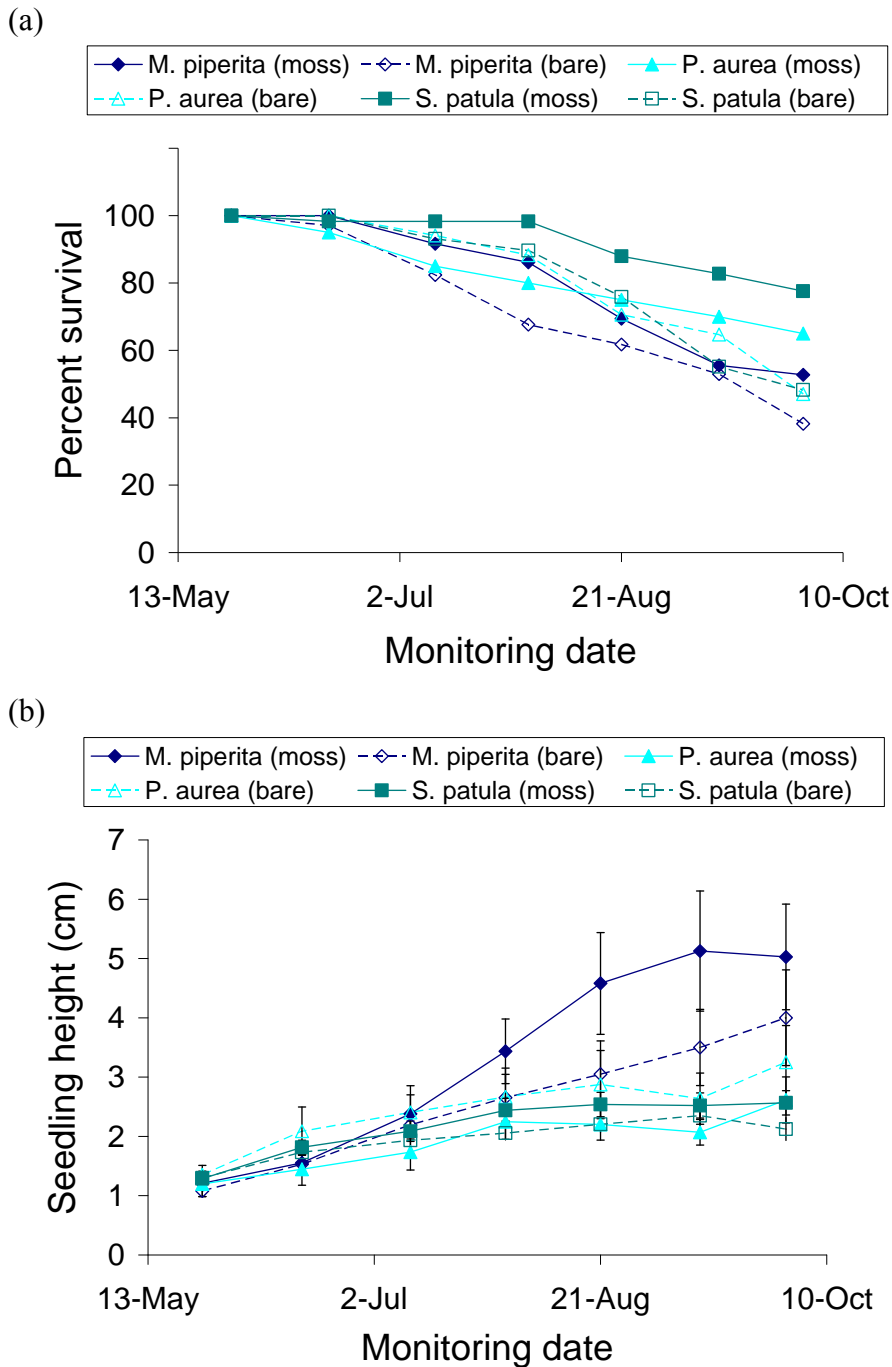 (a)
M. piperita (moss) M. piperita (bare) P. aurea (moss)
P. aurea (bare) S. patula (moss) S. patula (bare)
100
80
60
40
20
0
Percent survival
13-May 2-Jul 21-Aug 10-Oct
Monitoring date
(b)
M. piperita (moss) M. piperita (bare) P. aurea (moss)
P. aurea (bare) S. patula (moss) S. patula (bare)
7
6
5
4
3
2
1
0
Seedling height (cm)
13-May 2-Jul 21-Aug 10-Oct
Monitoring date